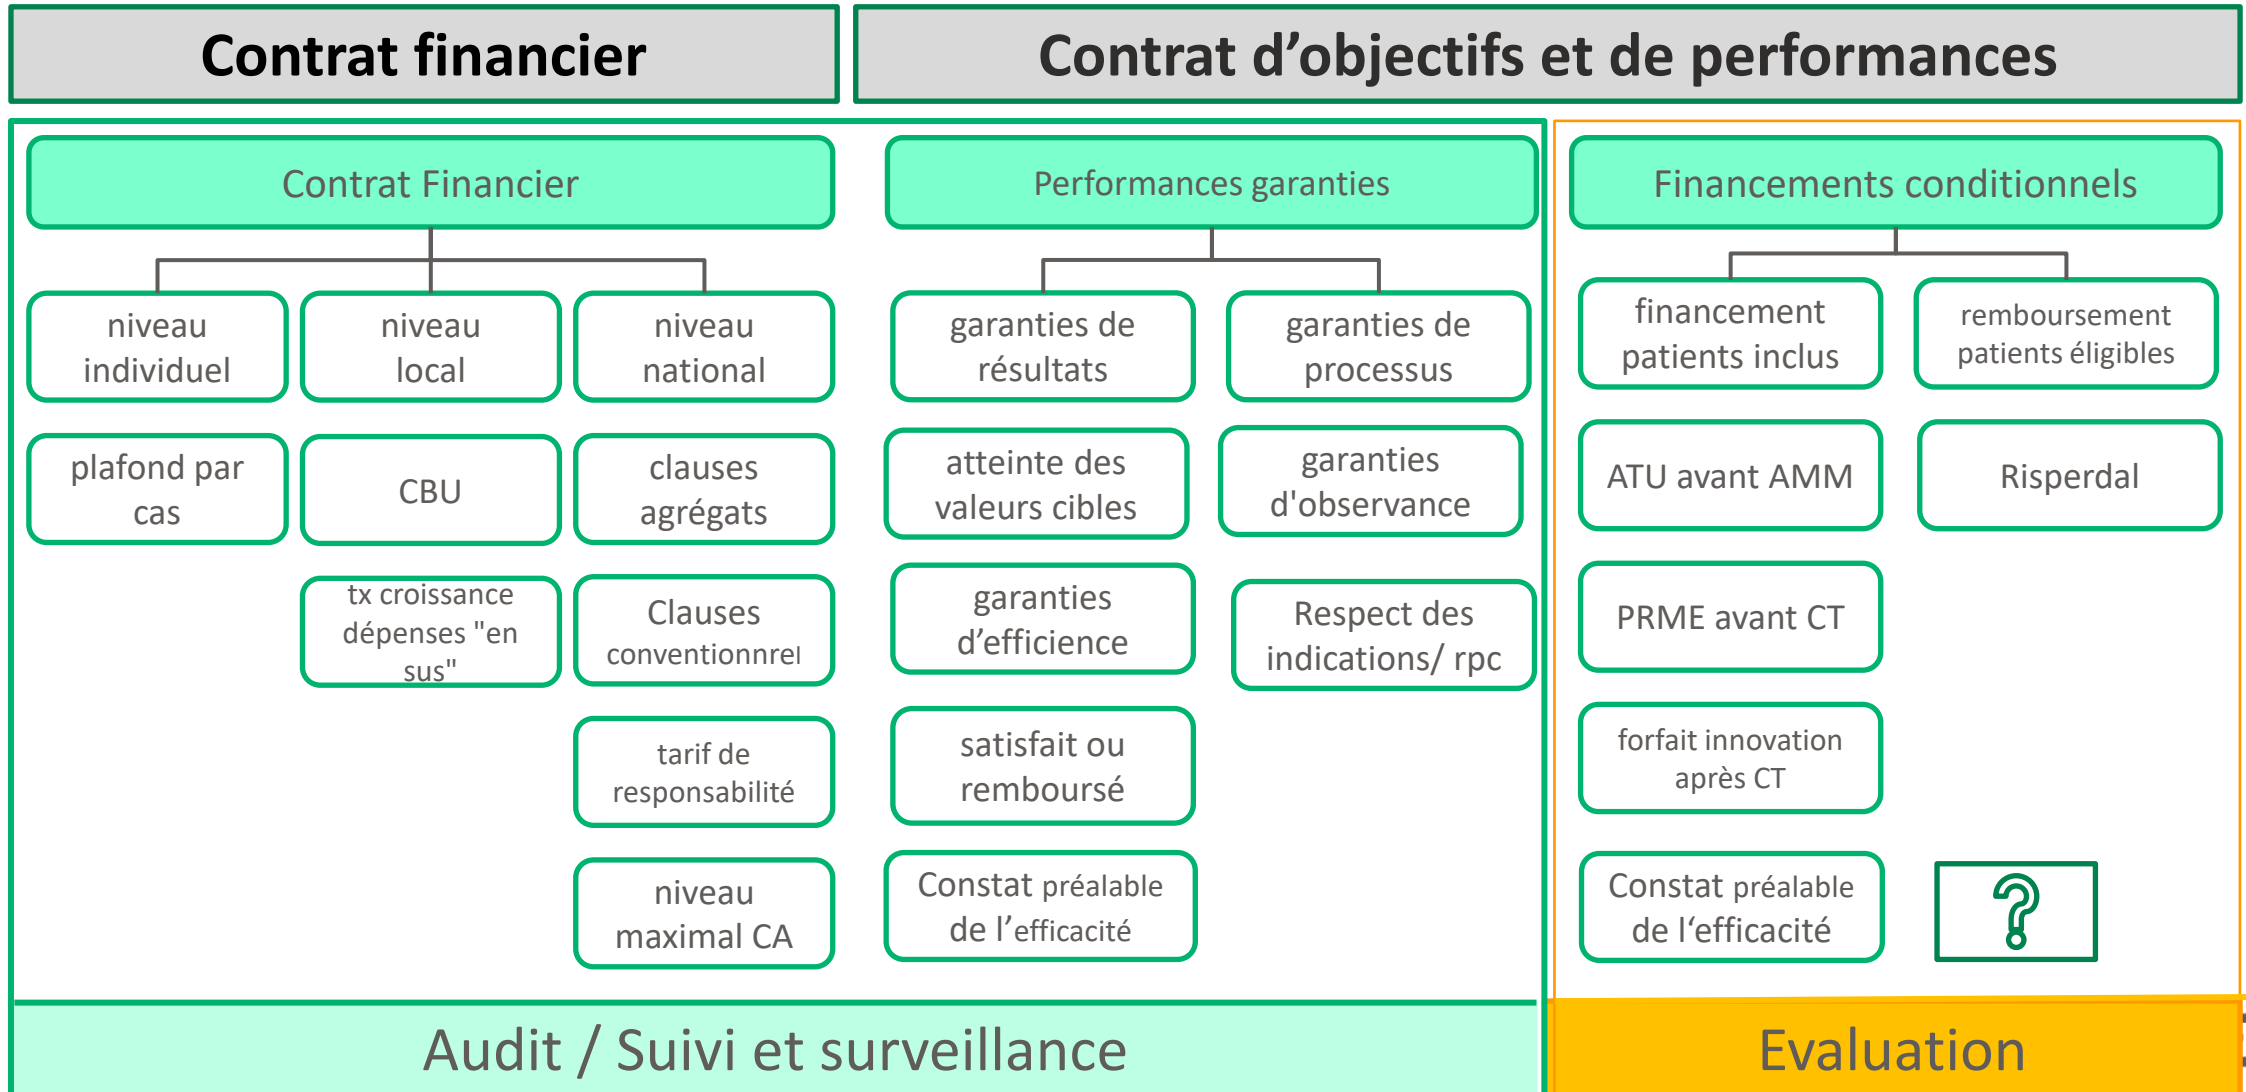 Contrat financier
Contrat d’objectifs et de performances
Contrat Financier
niveau
individuel
niveau
local
niveau
national
plafond par
cas
CBU
clauses
agrégats
tx croissance
dépenses "en
sus"
Clauses
conventionnrel
tarif de
responsabilité
niveau
maximal CA
Performances garanties
garanties de
résultats
garanties de
processus
atteinte des
valeurs cibles
garanties
d'observance
garanties
d’efficience
Respect des
indications/ rpc
satisfait ou
remboursé
Constat préalable
de l’efficacité
Financements conditionnels
financement
patients inclus
remboursement
patients éligibles
ATU avant AMM
Risperdal
PRME avant CT
forfait innovation
après CT
Constat préalable
de l‘efficacité
?
Audit / Suivi et surveillance
Evaluation